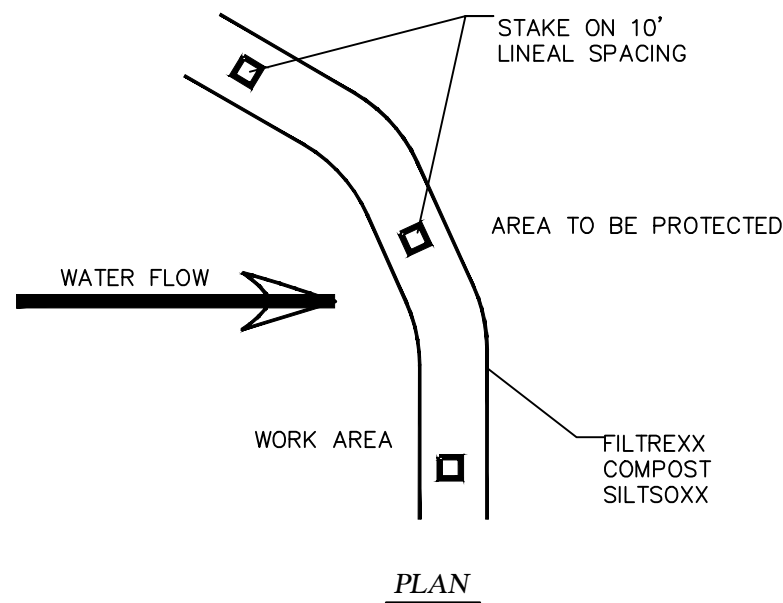 STAKE ON 10'
LINEAL SPACING
AREA TO BE PROTECTED
WATER FLOW
WORK AREA
FILTREXX
COMPOST
SILTSOXX
PLAN